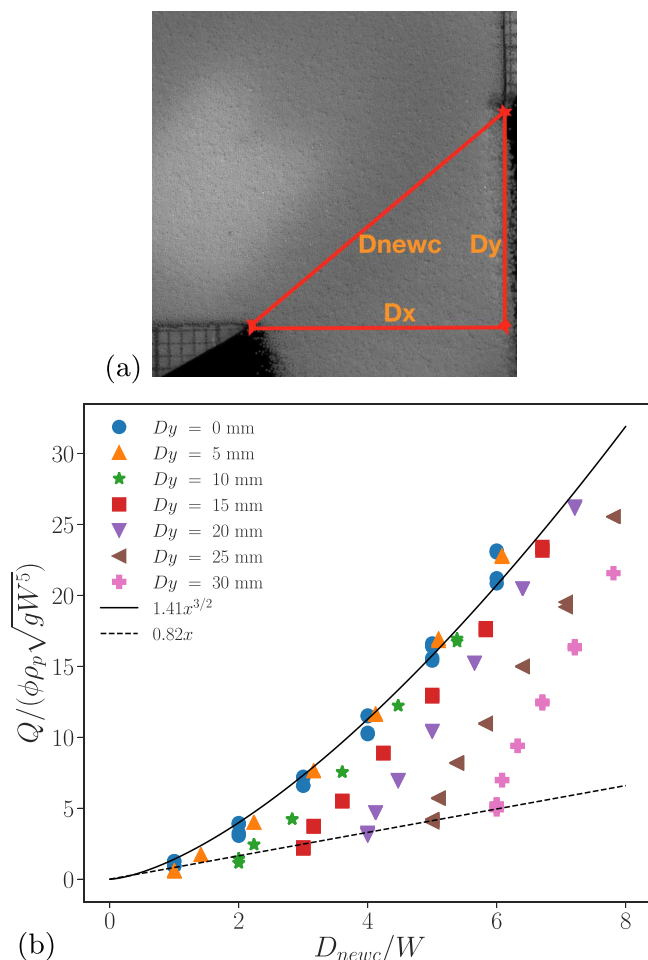 Dnewc Dy
Dx
(a)
Dy = 0 mm
Dy = 5 mm
Dy = 10 mm
Dy = 15 mm
Dy = 20 mm
Dy = 25 mm
Dy = 30 mm
1.41x^{3/2}
0.82x
30
25
20
15
10
5
0
Q/(ϕρ_p√gW^5)
0 2 4 6 8
D_{newc}/W
(b)